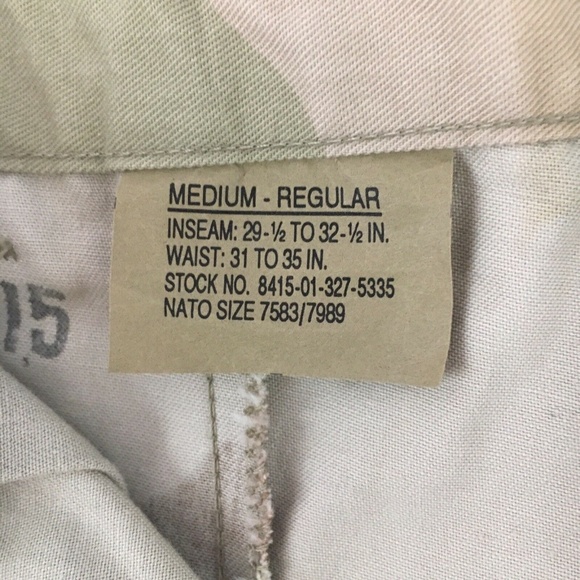 MEDIUM - REGULAR
INSEAM: 29-½ TO 32-½ IN.
WAIST: 31 TO 35 IN.
STOCK NO. 8415-01-327-5335
NATO SIZE 7583/7989
15